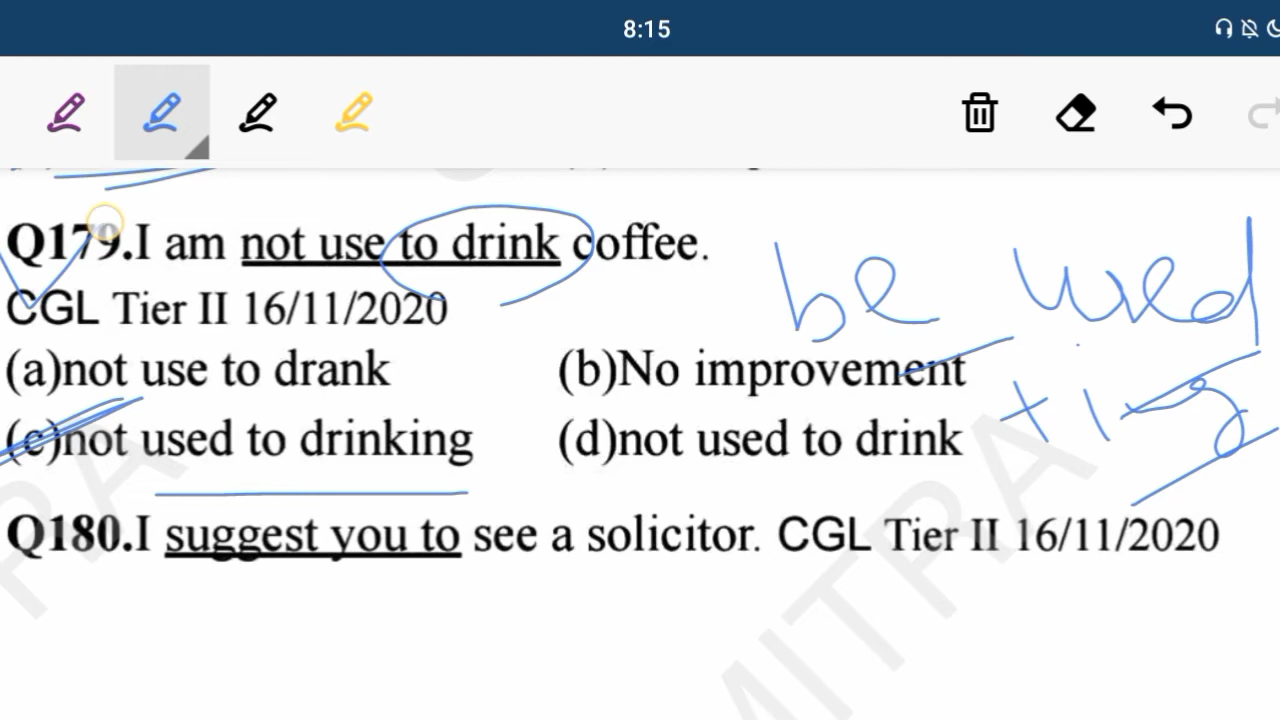 8:15
Q179.I am not use to drink coffee.
be used
CGL Tier II 16/11/2020
(a)not use to drank (b)No improvement
+ ing
(c)not used to drinking (d)not used to drink
Q180.I suggest you to see a solicitor. CGL Tier II 16/11/2020
MITRA